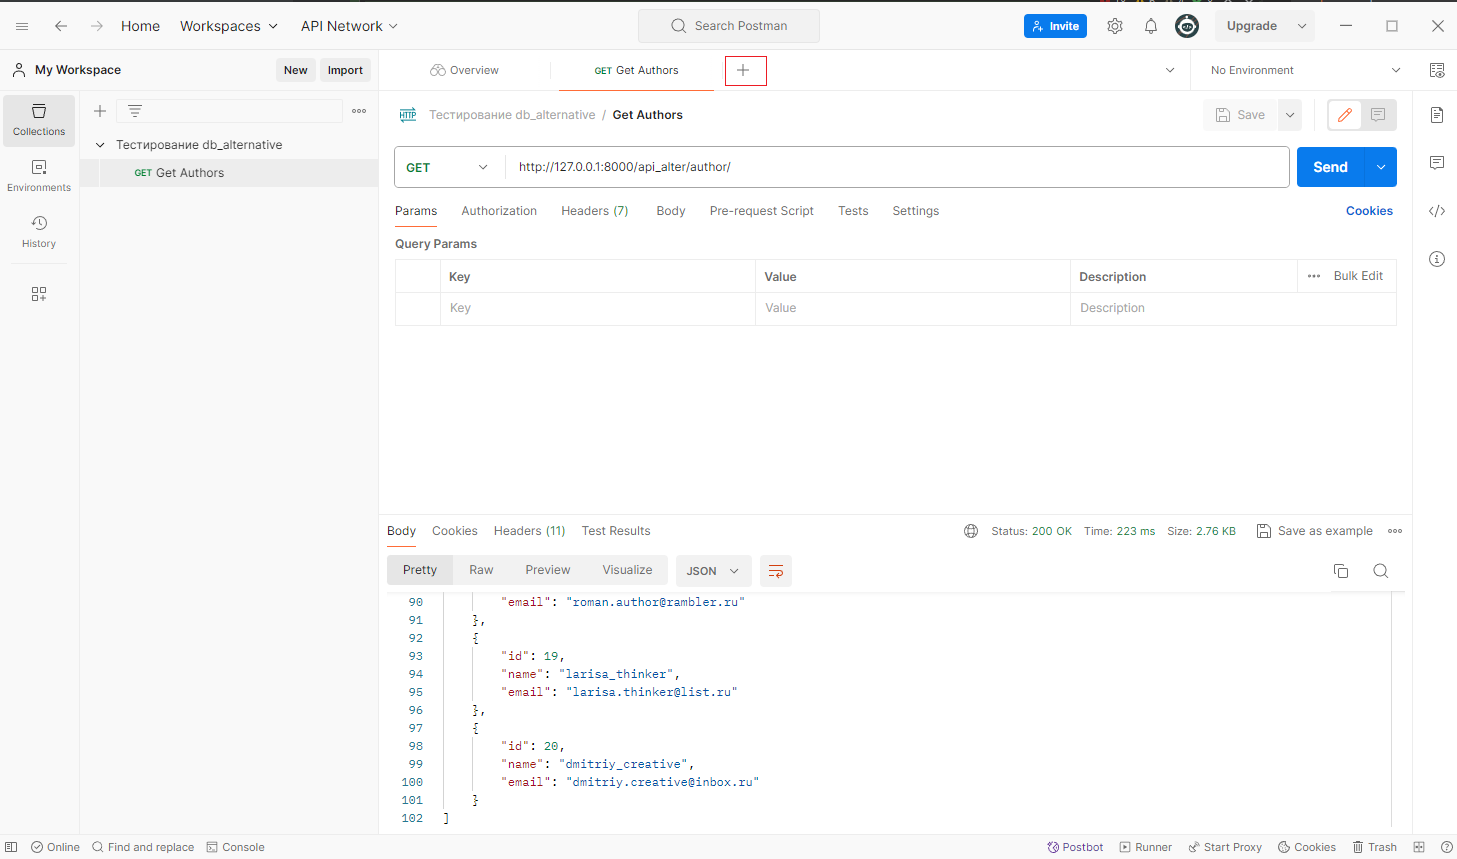 Home Workspaces API Network Search Postman Invite Upgrade
My Workspace New Import Overview GET Get Authors No Environment
Collections
Environments
History
Тестирование db_alternative
GET Get Authors
HTTP Тестирование db_alternative / Get Authors Save
GET http://127.0.0.1:8000/api_alter/author/ Send
Params Authorization Headers (7) Body Pre-request Script Tests Settings Cookies
Query Params
Key Value Description Bulk Edit
Key Value Description
Body Cookies Headers (11) Test Results Status: 200 OK Time: 223 ms Size: 2.76 KB Save as example
Pretty Raw Preview Visualize JSON
90 "email": "roman.author@rambler.ru"
91 },
92 {
93 "id": 19,
94 "name": "larisa_thinker",
95 "email": "larisa.thinker@list.ru"
96 },
97 {
98 "id": 20,
99 "name": "dmitriy_creative",
100 "email": "dmitriy.creative@inbox.ru"
101 }
102 ]
Online Find and replace Console Postbot Runner Start Proxy Cookies Trash